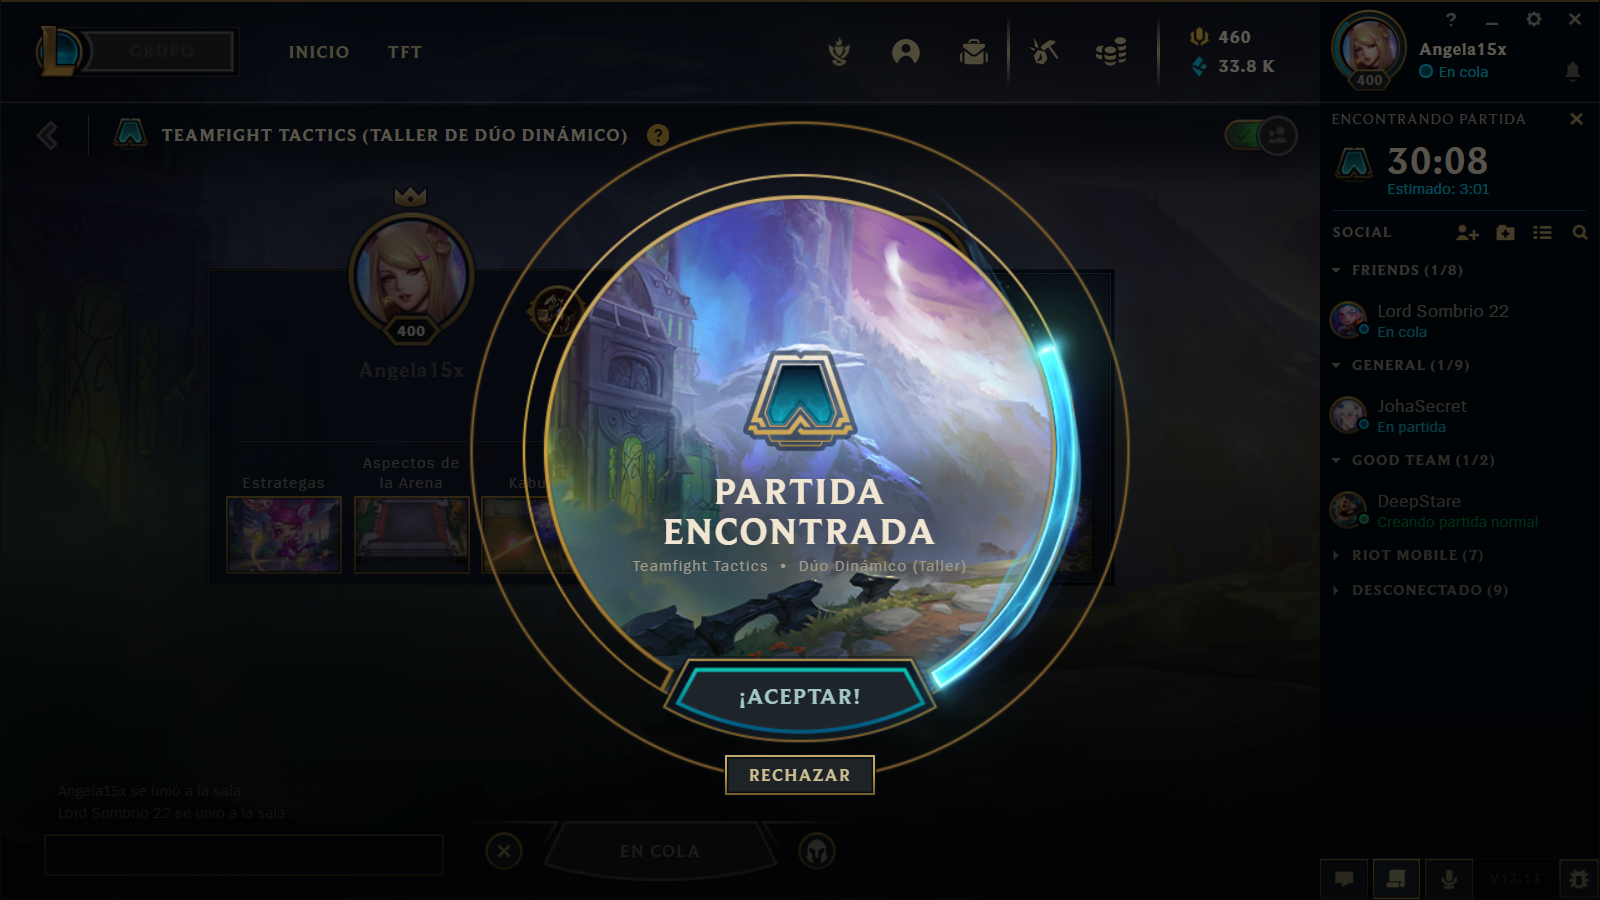 GRUPO
INICIO
TFT
460
33.8 K
?
400
Angela15x
En cola
TEAMFIGHT TACTICS (TALLER DE DÚO DINÁMICO)
?
ENCONTRANDO PARTIDA
30:08
Estimado: 3:01
SOCIAL
FRIENDS (1/8)
Lord Sombrio 22
En cola
GENERAL (1/9)
JohaSecret
En partida
GOOD TEAM (1/2)
DeepStare
Creando partida normal
RIOT MOBILE (7)
DESCONECTADO (9)
400
Angela15x
Estrategas
Aspectos de
la Arena
PARTIDA
ENCONTRADA
Teamfight Tactics • Dúo Dinámico (Taller)
¡ACEPTAR!
RECHAZAR
Angela15x se unió a la sala
Lord Sombrio 22 se unió a la sala
EN COLA
V13.13